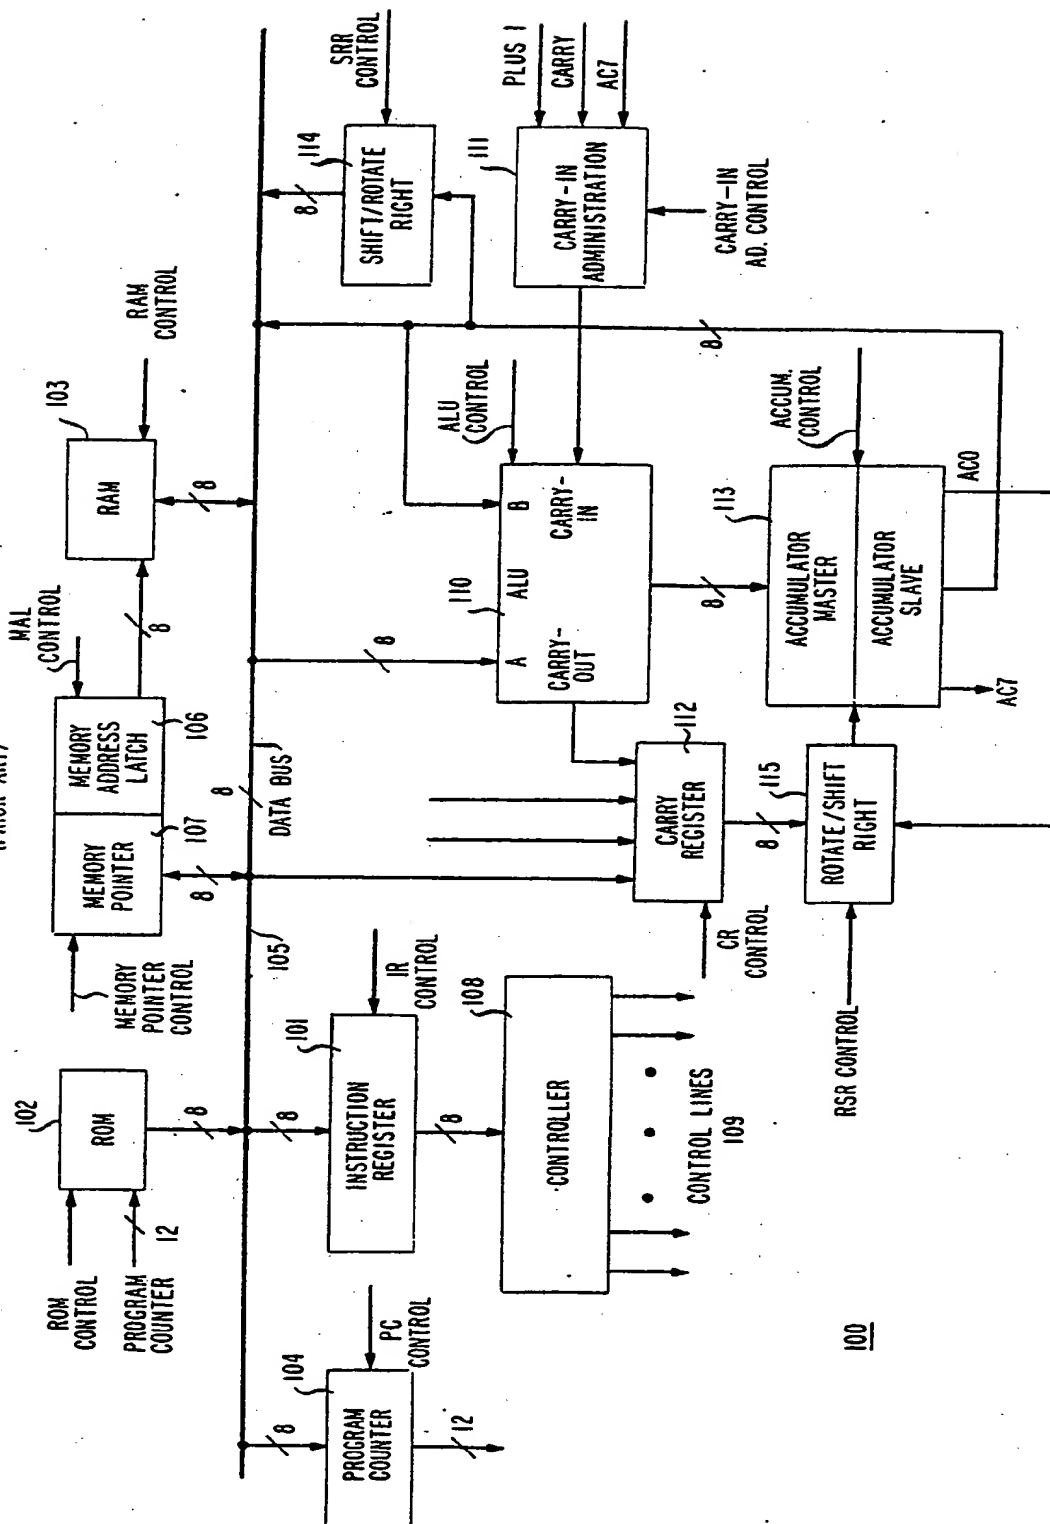 (PRIOR ART)
102
ROM
ROM
CONTROL
PROGRAM
COUNTER
12
8
MEMORY
POINTER
CONTROL
MEMORY POINTER
107
MEMORY
ADDRESS
LATCH
106
MAL
CONTROL
8
8
103
RAM
RAM
CONTROL
8
105
8
DATA BUS
8
104
PROGRAM
COUNTER
PC
CONTROL
12
8
101
INSTRUCTION
REGISTER
IR
CONTROL
8
108
CONTROLLER
CONTROL LINES
109
8
110
A
ALU
B
CARRY-
OUT
CARRY-
IN
ALU
CONTROL
8
114
SHIFT/ROTATE
RIGHT
SRR
CONTROL
111
CARRY-IN
ADMINISTRATION
PLUS 1
CARRY
AC7
CARRY-IN
AD. CONTROL
112
CARRY
REGISTER
CR
CONTROL
8
115
ROTATE/SHIFT
RIGHT
RSR CONTROL
8
113
ACCUMULATOR
MASTER
ACCUMULATOR
SLAVE
ACCUM.
CONTROL
AC7
AC0
8
100